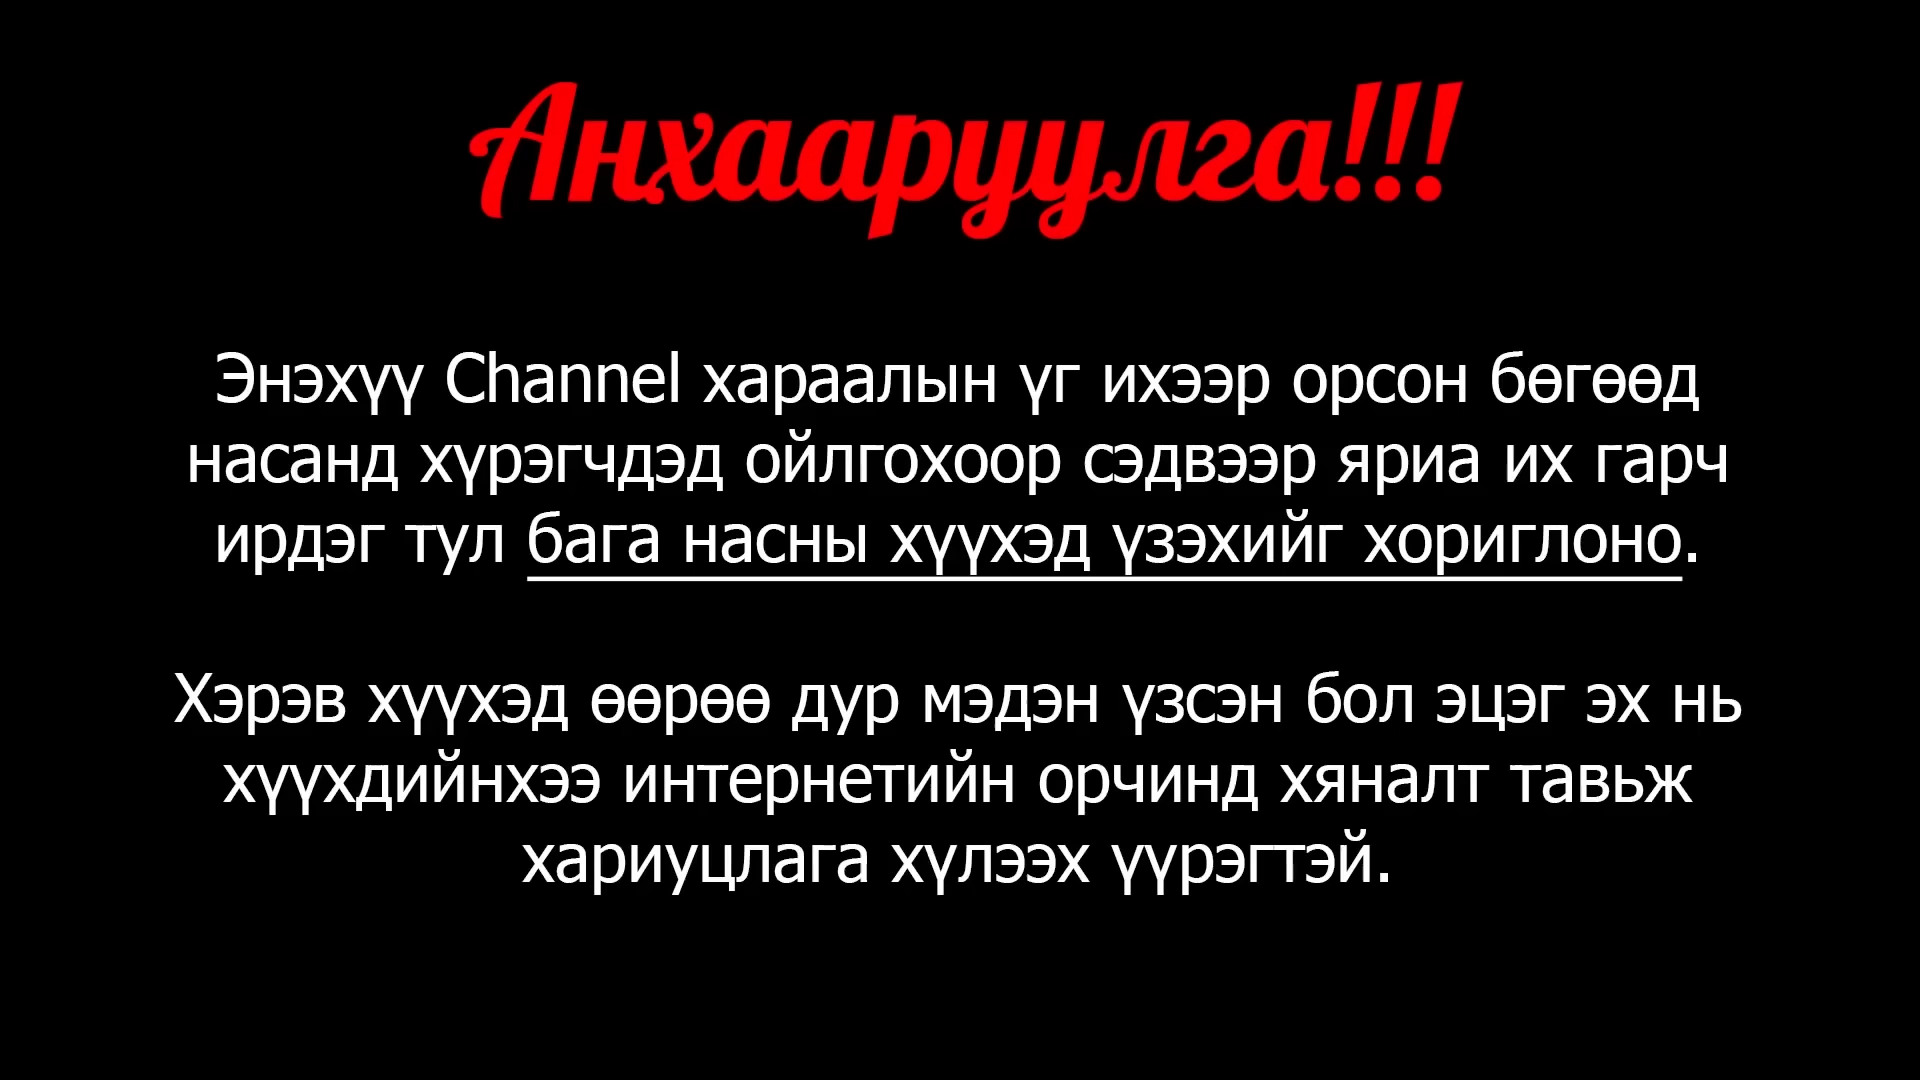 Анхааруулга!!!
Энэхүү Channel хараалын үг ихээр орсон бөгөөд
насанд хүрэгчдэд ойлгохоор сэдвээр яриа их гарч
ирдэг тул бага насны хүүхэд үзэхийг хориглоно.
Хэрэв хүүхэд өөрөө дур мэдэн үзсэн бол эцэг эх нь
хүүхдийнхээ интернетийн орчинд хяналт тавьж
хариуцлага хүлээх үүрэгтэй.